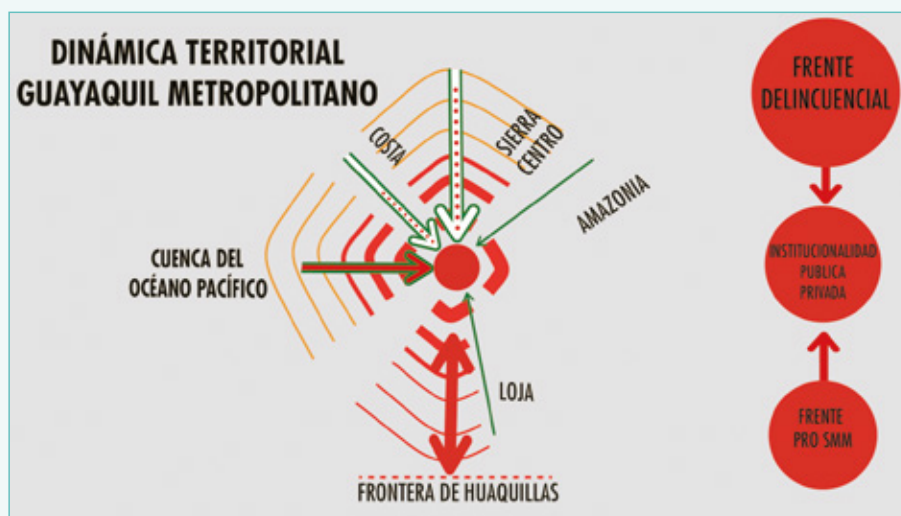 DINÁMICA TERRITORIAL
GUAYAQUIL METROPOLITANO
COSTA
SIERRA
CENTRO
AMAZONIA
CUENCA DEL
OCÉANO PACÍFICO
LOJA
FRONTERA DE HUAQUILLAS
FRENTE
DELINCUENCIAL
INSTITUCIONALIDAD
PUBLICA
PRIVADA
FRENTE
PRO SMM